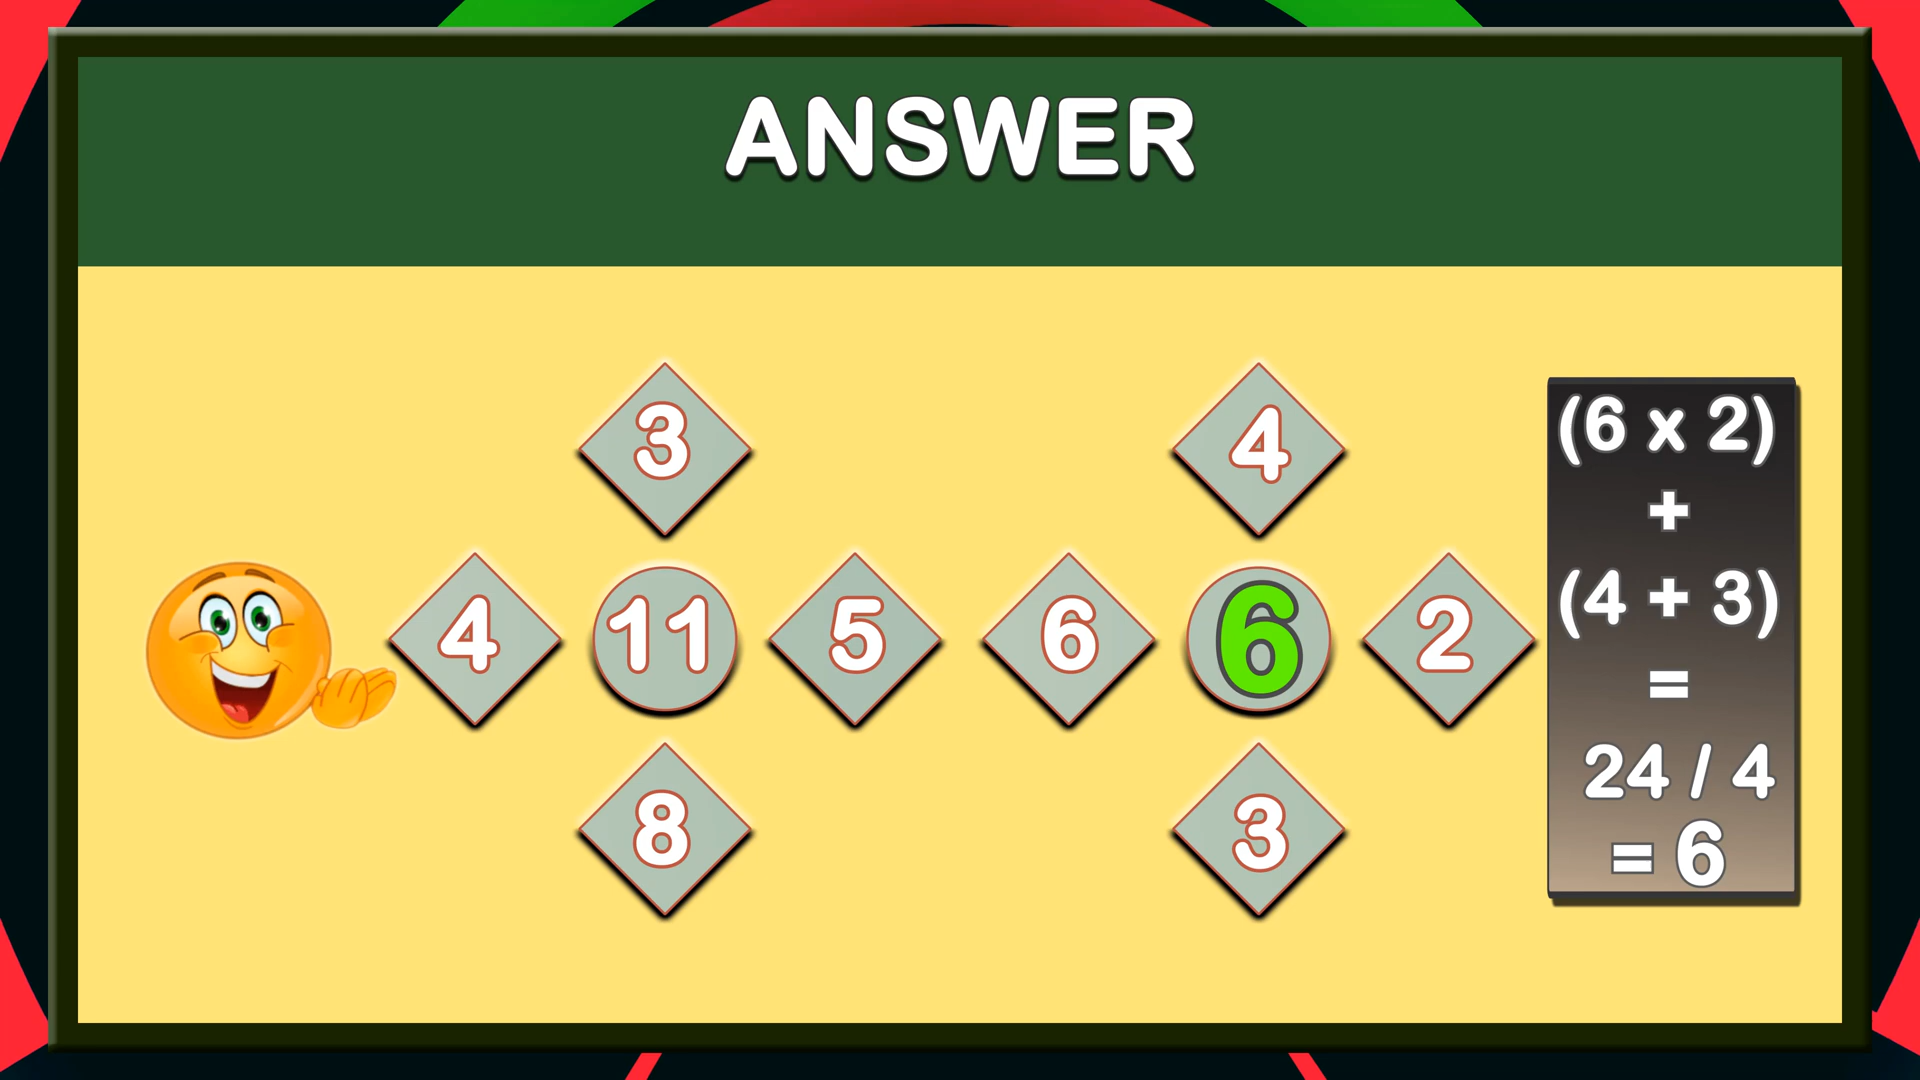 ANSWER
3
4
4 11 5 6 6 2
8
3
(6 x 2)
+
(4 + 3)
=
24 / 4
= 6